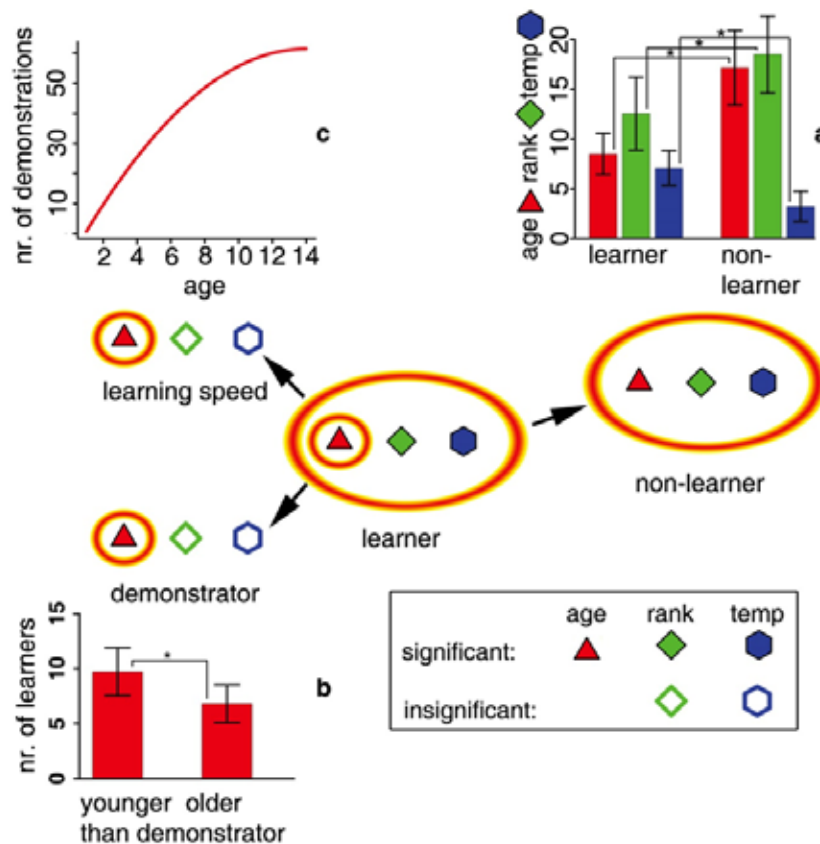 nr. of demonstrations
50
30
10
2 4 6 8 10 12 14
age
c
age rank temp
20
15
10
5
0
* * *
learner non-
learner
a
learning speed
learner
non-learner
demonstrator
nr. of learners
15
10
5
0
*
younger older
than demonstrator
b
age rank temp
significant:
insignificant: